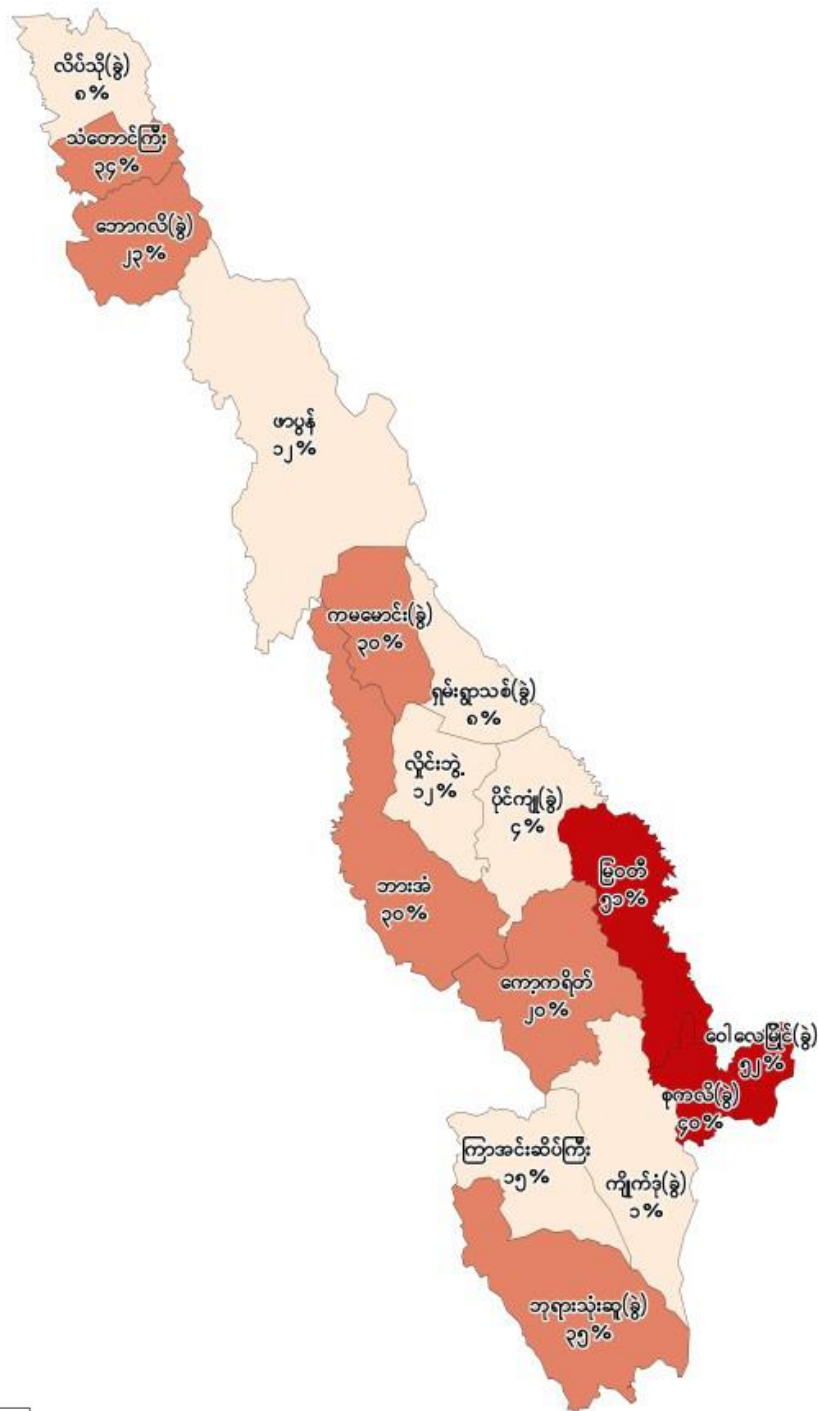 လိပ်သို(ခွဲ)
၈%
သံတောင်ကြီး
၃၄%
ဘောဂလိ(ခွဲ)
၂၃%
ဖာပွန်
၁၂%
ကမမောင်း(ခွဲ)
၃၀%
ရှမ်းရွာသစ်(ခွဲ)
၈%
လှိုင်းဘွဲ့
၁၂%
ပိုင်ကျုံ(ခွဲ)
၄%
မြဝတီ
၅၁%
ဘားအံ
၃၀%
ကော့ကရိတ်
၂၀%
ဝေါလေမြိုင်(ခွဲ)
၅၂%
စုကလိ(ခွဲ)
၄၀%
ကြာအင်းဆိပ်ကြီး
၁၅%
ကျိုက်ဒုံ(ခွဲ)
၁%
ဘုရားသုံးဆူ(ခွဲ)
၃၅%